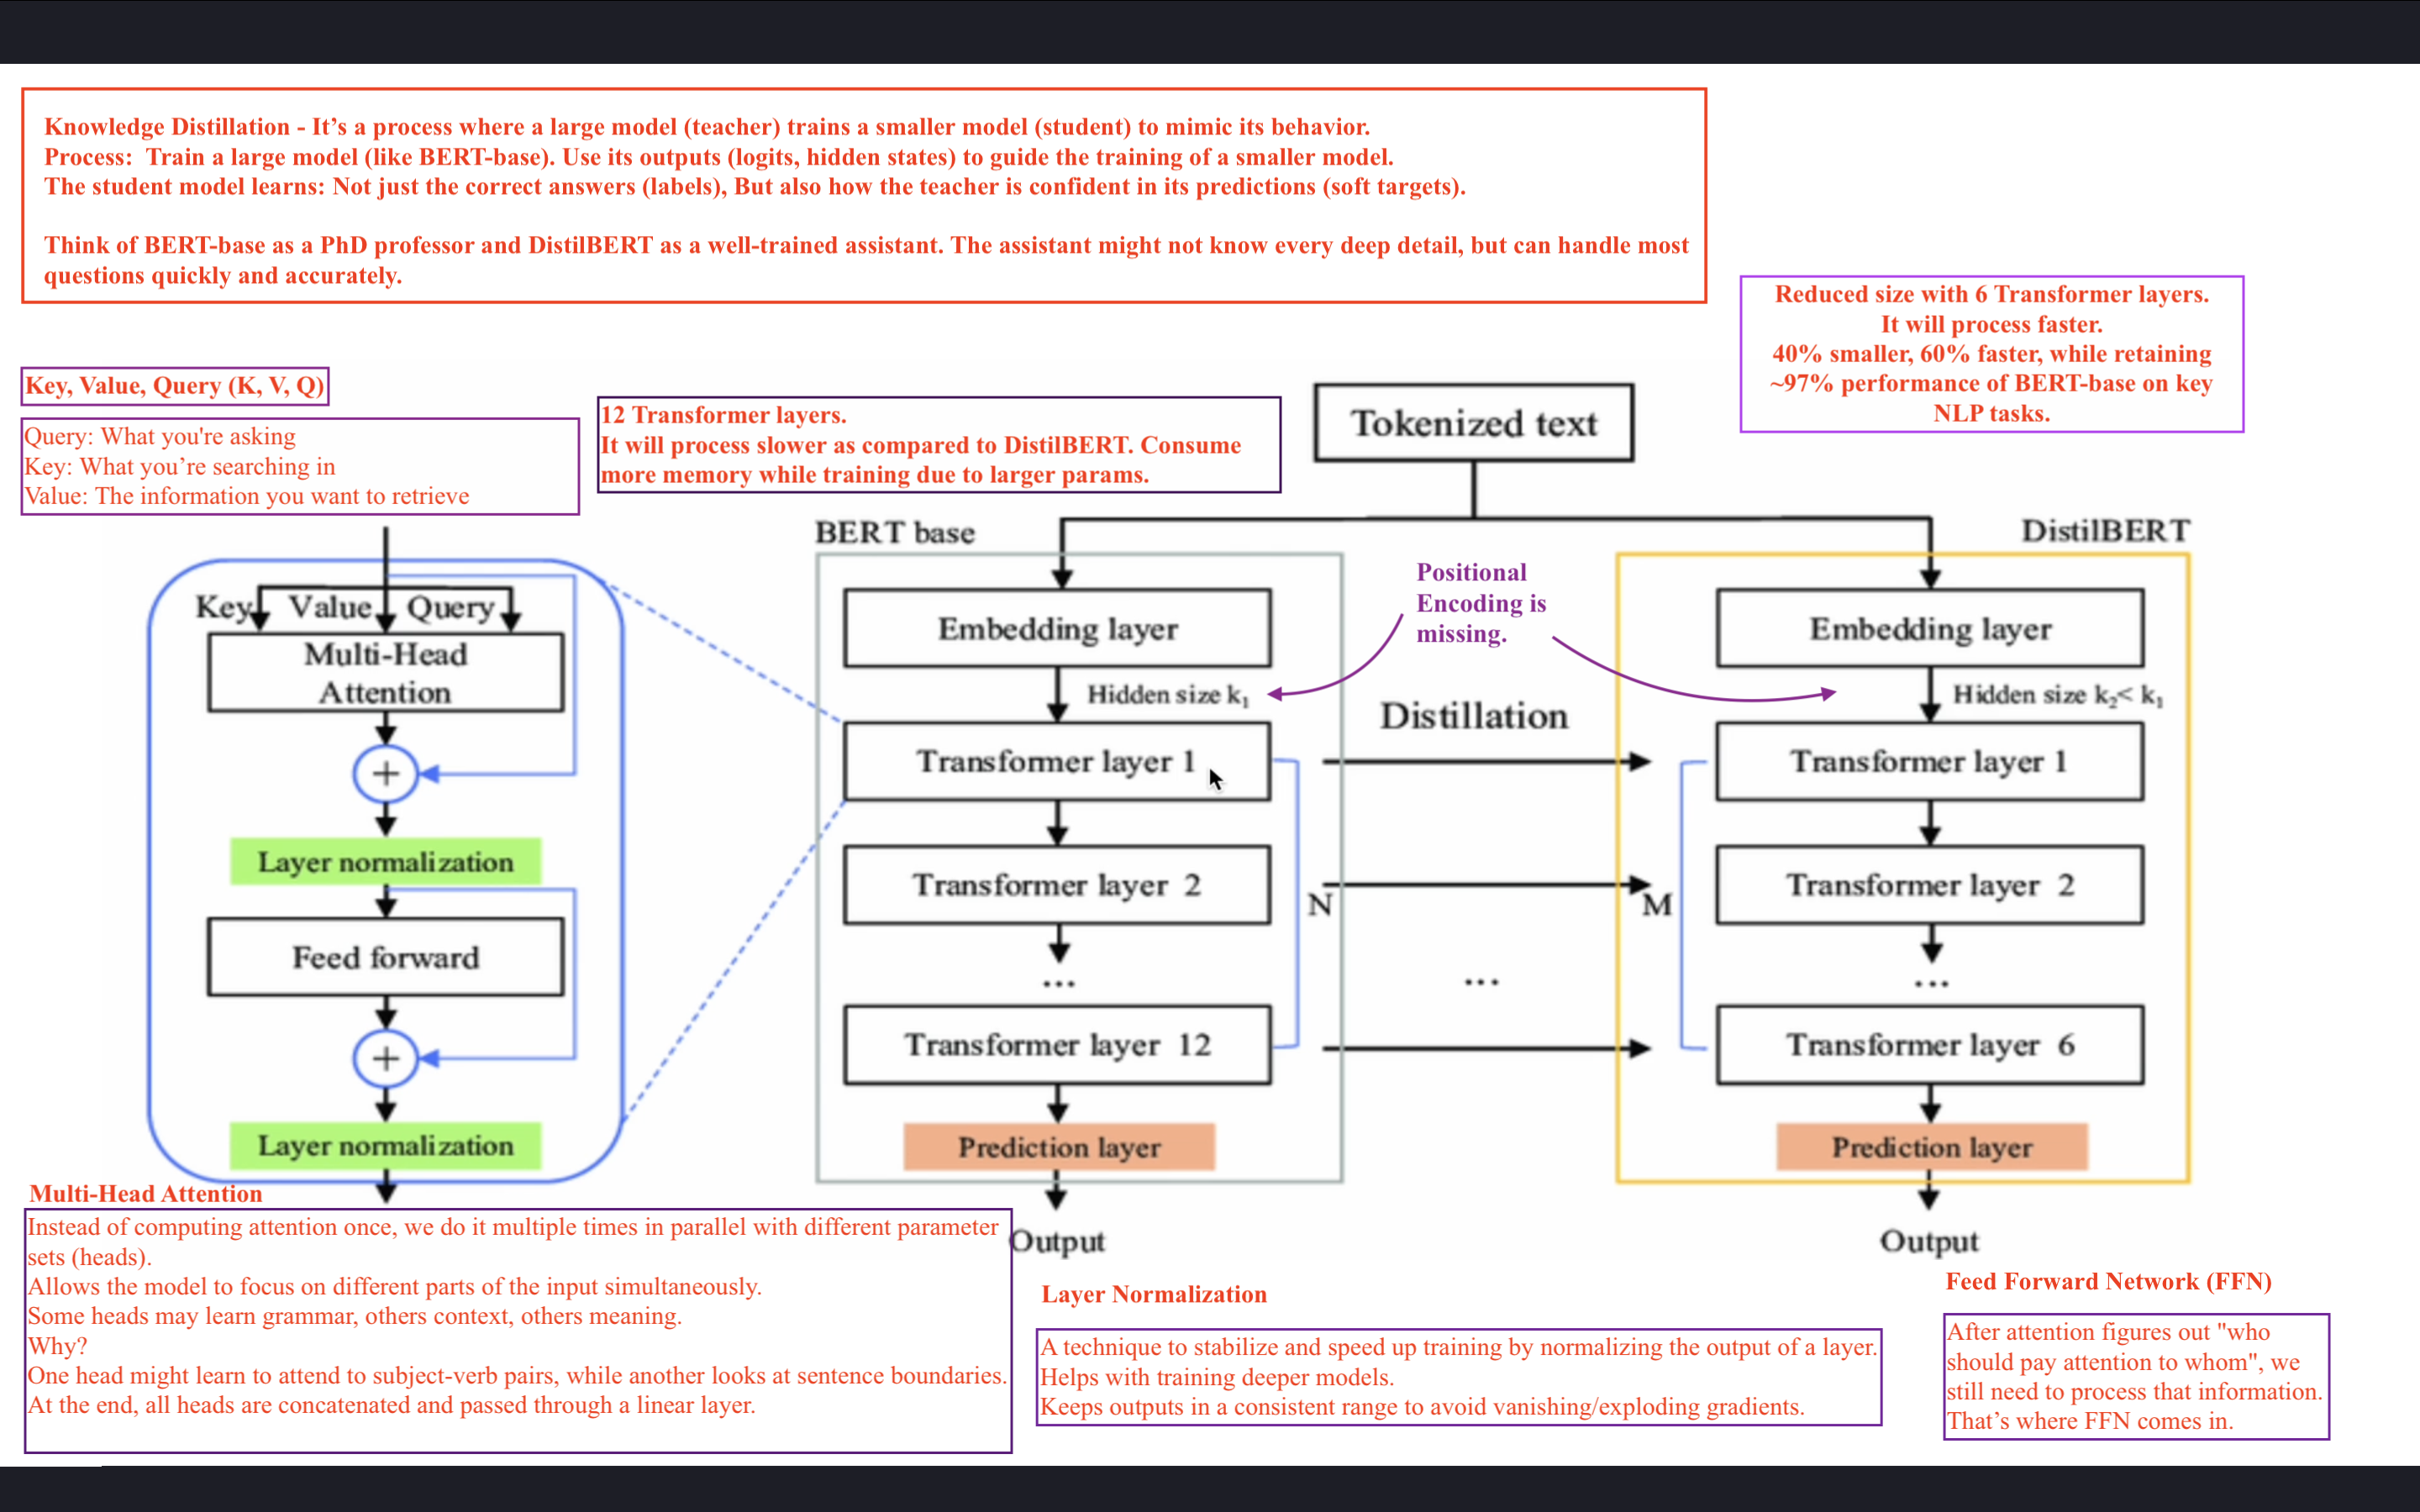 Knowledge Distillation - It’s a process where a large model (teacher) trains a smaller model (student) to mimic its behavior.
Process:  Train a large model (like BERT-base). Use its outputs (logits, hidden states) to guide the training of a smaller model.
The student model learns: Not just the correct answers (labels), But also how the teacher is confident in its predictions (soft targets).
Think of BERT-base as a PhD professor and DistilBERT as a well-trained assistant. The assistant might not know every deep detail, but can handle most
questions quickly and accurately.
Reduced size with 6 Transformer layers.
It will process faster.
40% smaller, 60% faster, while retaining
~97% performance of BERT-base on key
NLP tasks.
Key, Value, Query (K, V, Q)
Query: What you're asking
Key: What you’re searching in
Value: The information you want to retrieve
12 Transformer layers.
It will process slower as compared to DistilBERT. Consume
more memory while training due to larger params.
Tokenized text
Key Value Query
Multi-Head
Attention
+
Layer normalization
Feed forward
+
Layer normalization
BERT base
Embedding layer
Hidden size k₁
Transformer layer 1
Transformer layer 2
...
Transformer layer 12
N
Prediction layer
Output
Positional
Encoding is
missing.
Distillation
...
DistilBERT
Embedding layer
Hidden size k₂< k₁
Transformer layer 1
Transformer layer 2
...
Transformer layer 6
M
Prediction layer
Output
Multi-Head Attention
Instead of computing attention once, we do it multiple times in parallel with different parameter
sets (heads).
Allows the model to focus on different parts of the input simultaneously.
Some heads may learn grammar, others context, others meaning.
Why?
One head might learn to attend to subject-verb pairs, while another looks at sentence boundaries.
At the end, all heads are concatenated and passed through a linear layer.
Layer Normalization
A technique to stabilize and speed up training by normalizing the output of a layer.
Helps with training deeper models.
Keeps outputs in a consistent range to avoid vanishing/exploding gradients.
Feed Forward Network (FFN)
After attention figures out "who
should pay attention to whom", we
still need to process that information.
That’s where FFN comes in.